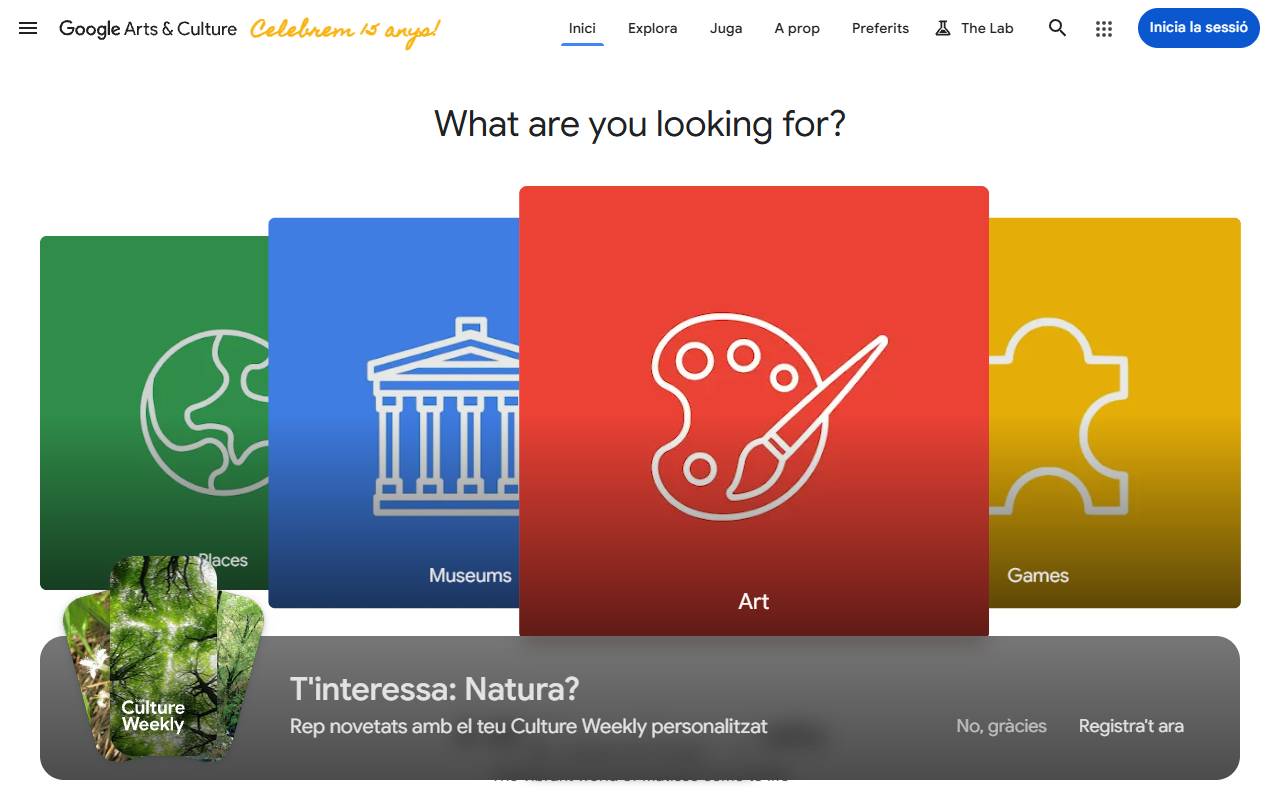 Google Arts & Culture
Celebrem 15 anys!
Inici
Explora
Juga
A prop
Preferits
The Lab
Inicia la sessió
What are you looking for?
Places
Museums
Art
Games
Culture
Weekly
T'interessa: Natura?
Rep novetats amb el teu Culture Weekly personalitzat
No, gràcies
Registra't ara